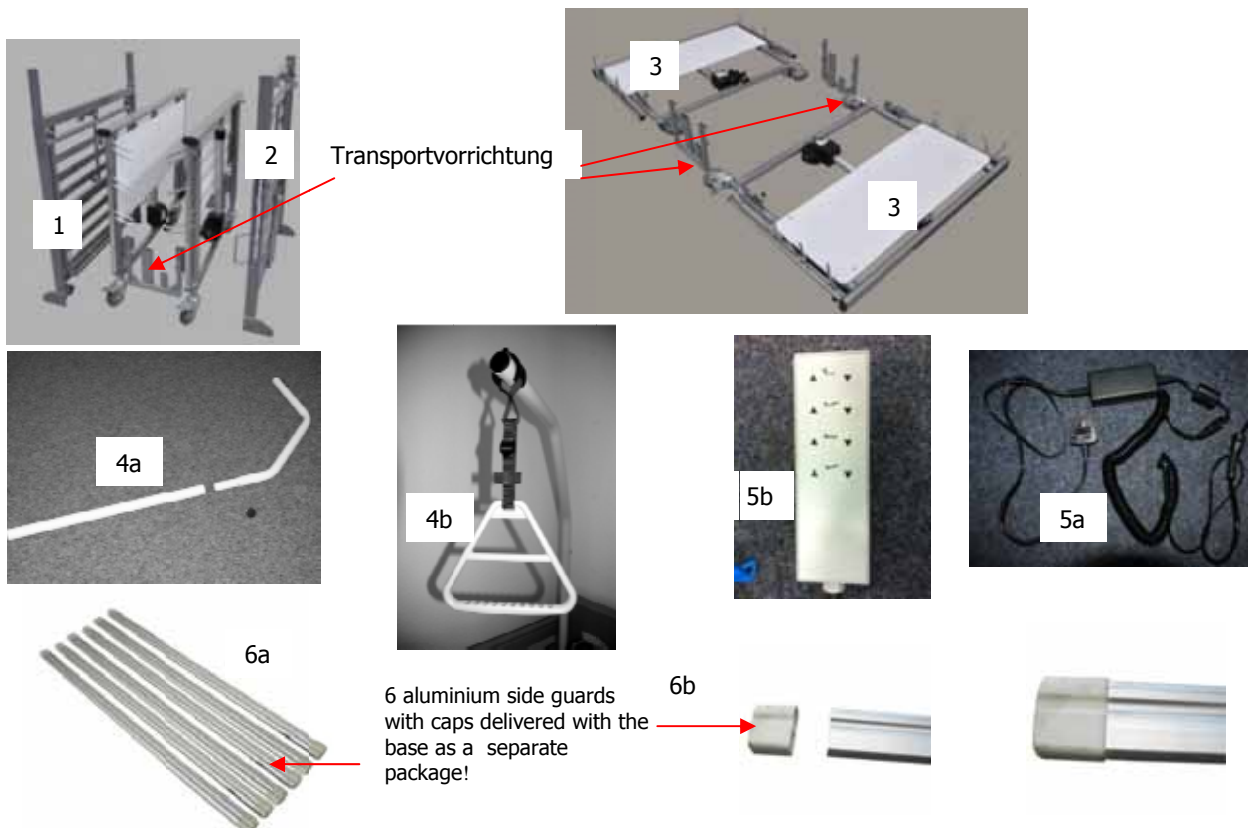 3
2
Transportvorrichtung
1
3
4a
4b
5b
5a
6a
6 aluminium side guards
with caps delivered with the
base as a separate
package!
6b